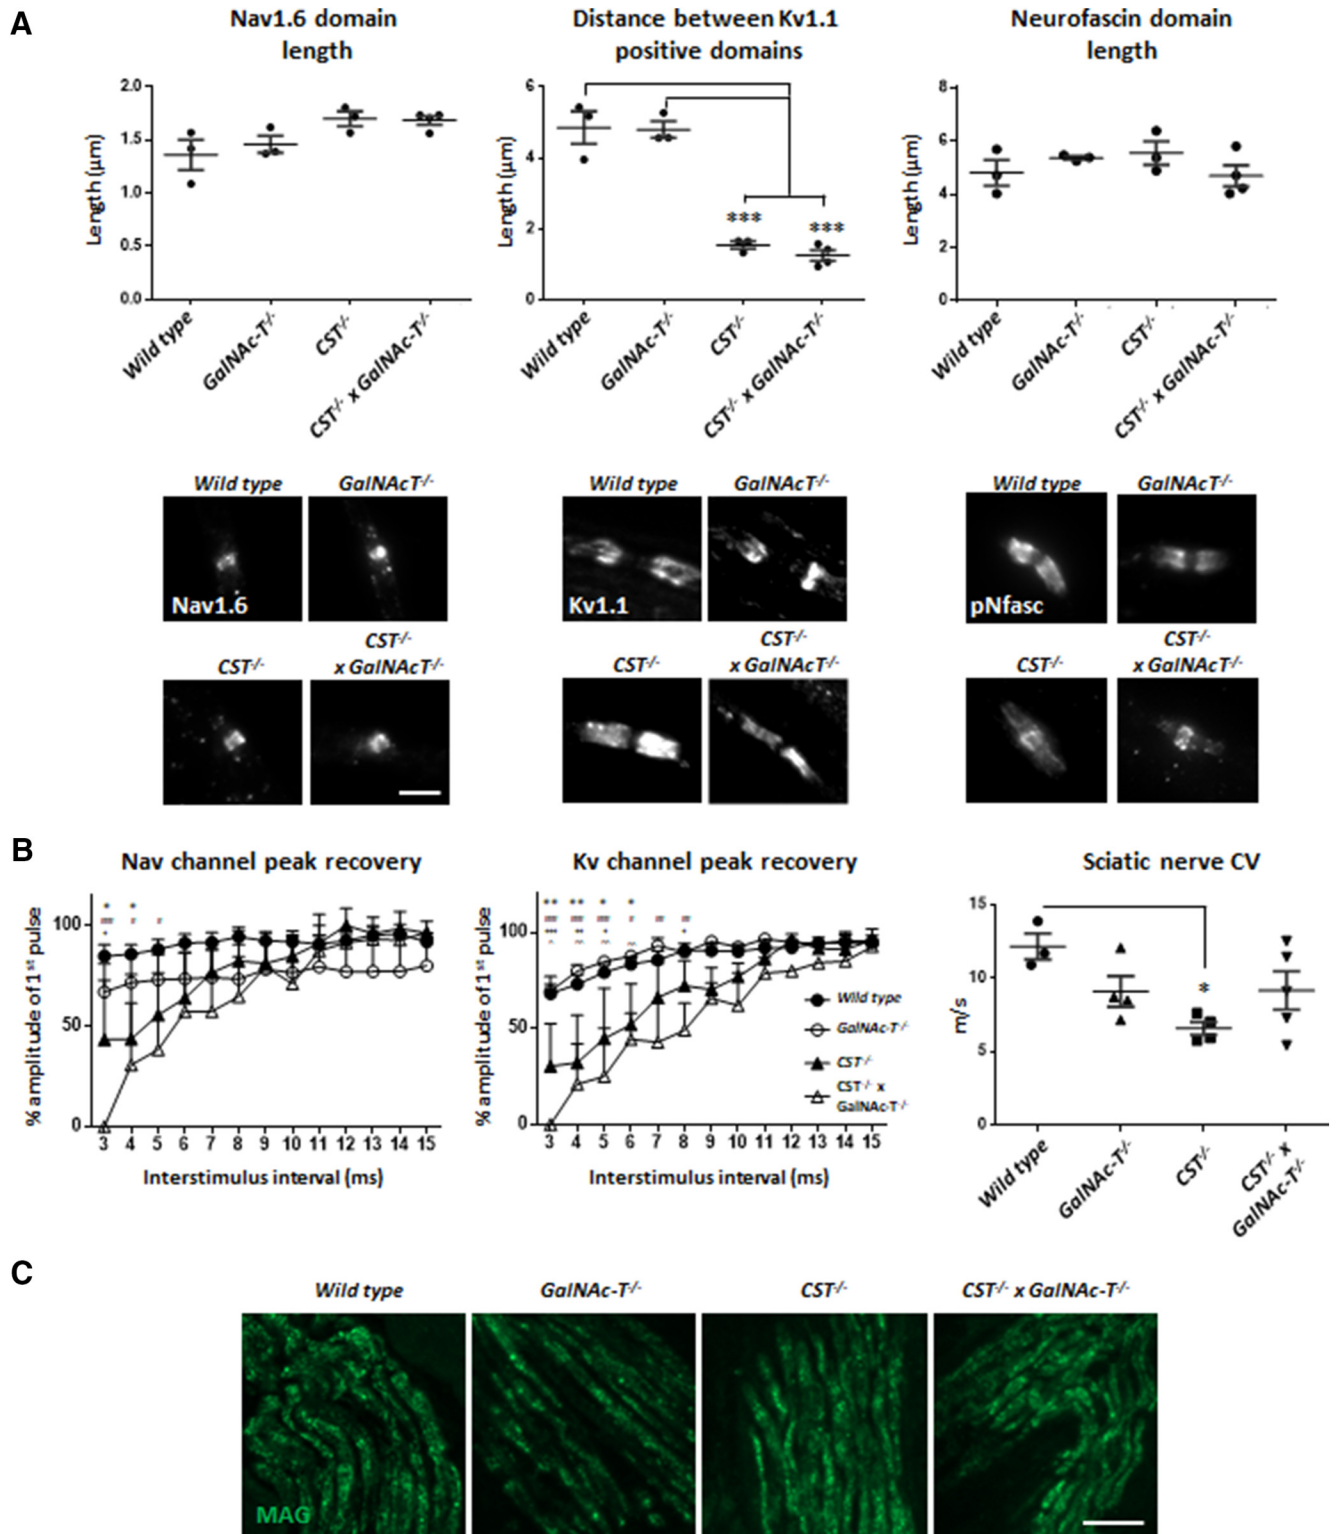 A
Nav1.6 domain
length
Distance between Kv1.1
positive domains
Neurofascin domain
length
Length (μm)
2.0
1.5
1.0
0.5
0.0
Wild type
GalNAc-T-/-
CST-/-
CST-/- x GalNAc-T-/-
Length (μm)
6
4
2
0
***
***
Wild type
GalNAc-T-/-
CST-/-
CST-/- x GalNAc-T-/-
Length (μm)
8
6
4
2
0
Wild type
GalNAc-T-/-
CST-/-
CST-/- x GalNAc-T-/-
Wild type
GalNAcT-/-
Nav1.6
CST-/-
CST-/-
x GalNAcT-/-
Wild type
GalNAcT-/-
Kv1.1
CST-/-
CST-/-
x GalNAcT-/-
Wild type
GalNAcT-/-
pNfasc
CST-/-
CST-/-
x GalNAcT-/-
B
Nav channel peak recovery
% amplitude of 1st pulse
100
50
0
3 4 5 6 7 8 9 10 11 12 13 14 15
Interstimulus interval (ms)
Kv channel peak recovery
% amplitude of 1st pulse
100
50
0
3 4 5 6 7 8 9 10 11 12 13 14 15
Interstimulus interval (ms)
Wild type
GalNAc-T-/-
CST-/-
CST-/- x
GalNAc-T-/-
Sciatic nerve CV
m/s
15
10
5
0
*
Wild type
GalNAc-T-/-
CST-/-
CST-/- x
GalNAc-T-/-
C
Wild type
GalNAc-T-/-
CST-/-
CST-/- x GalNAc-T-/-
MAG